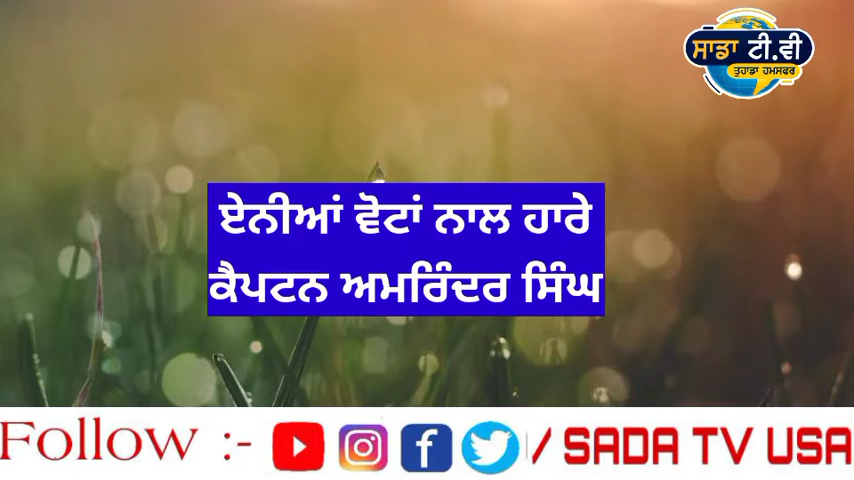 ਸਾਡਾ ਟੀ.ਵੀ
ਤੁਹਾਡਾ ਹਮਸਫਰ
ਏਨੀਆਂ ਵੋਟਾਂ ਨਾਲ ਹਾਰੇ
ਕੈਪਟਨ ਅਮਰਿੰਦਰ ਸਿੰਘ
Follow :- / SADA TV USA